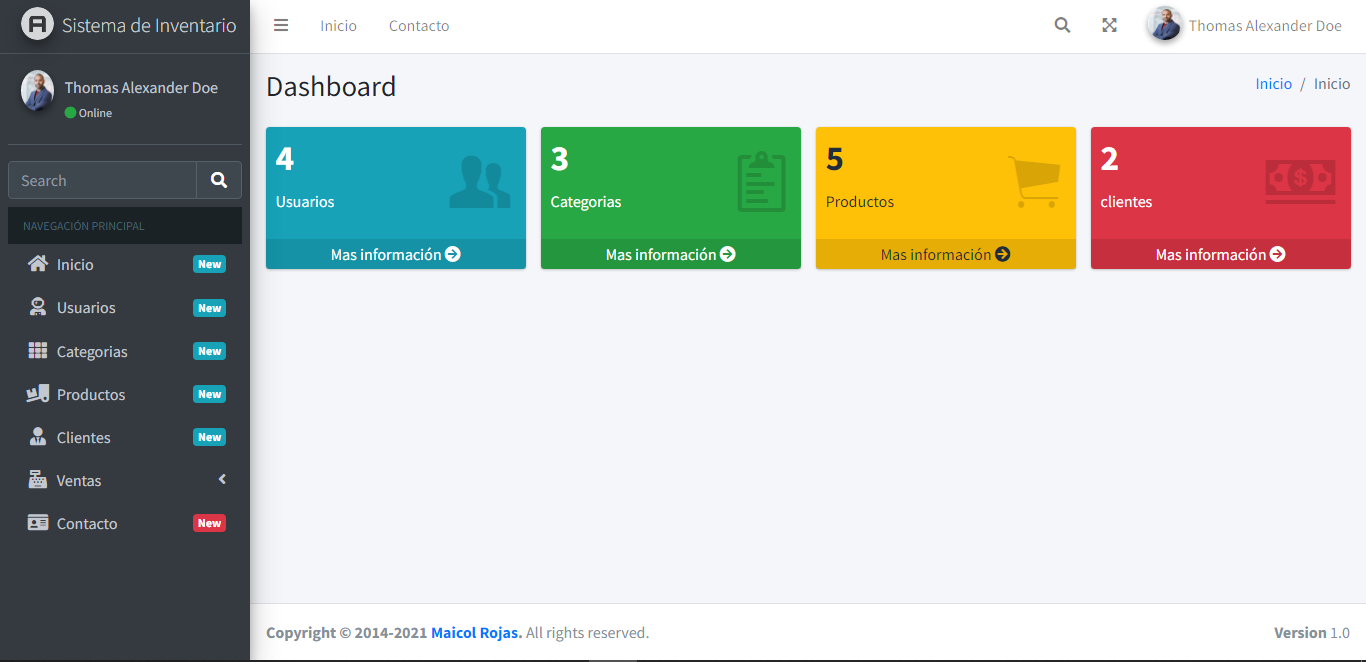 Sistema de Inventario
Thomas Alexander Doe
Online
Search
NAVEGACIÓN PRINCIPAL
Inicio New
Usuarios New
Categorias New
Productos New
Clientes New
Ventas
Contacto New
Inicio Contacto
Thomas Alexander Doe
Dashboard
Inicio / Inicio
4
Usuarios
Mas información
3
Categorias
Mas información
5
Productos
Mas información
2
clientes
Mas información
Copyright © 2014-2021 Maicol Rojas. All rights reserved.
Version 1.0